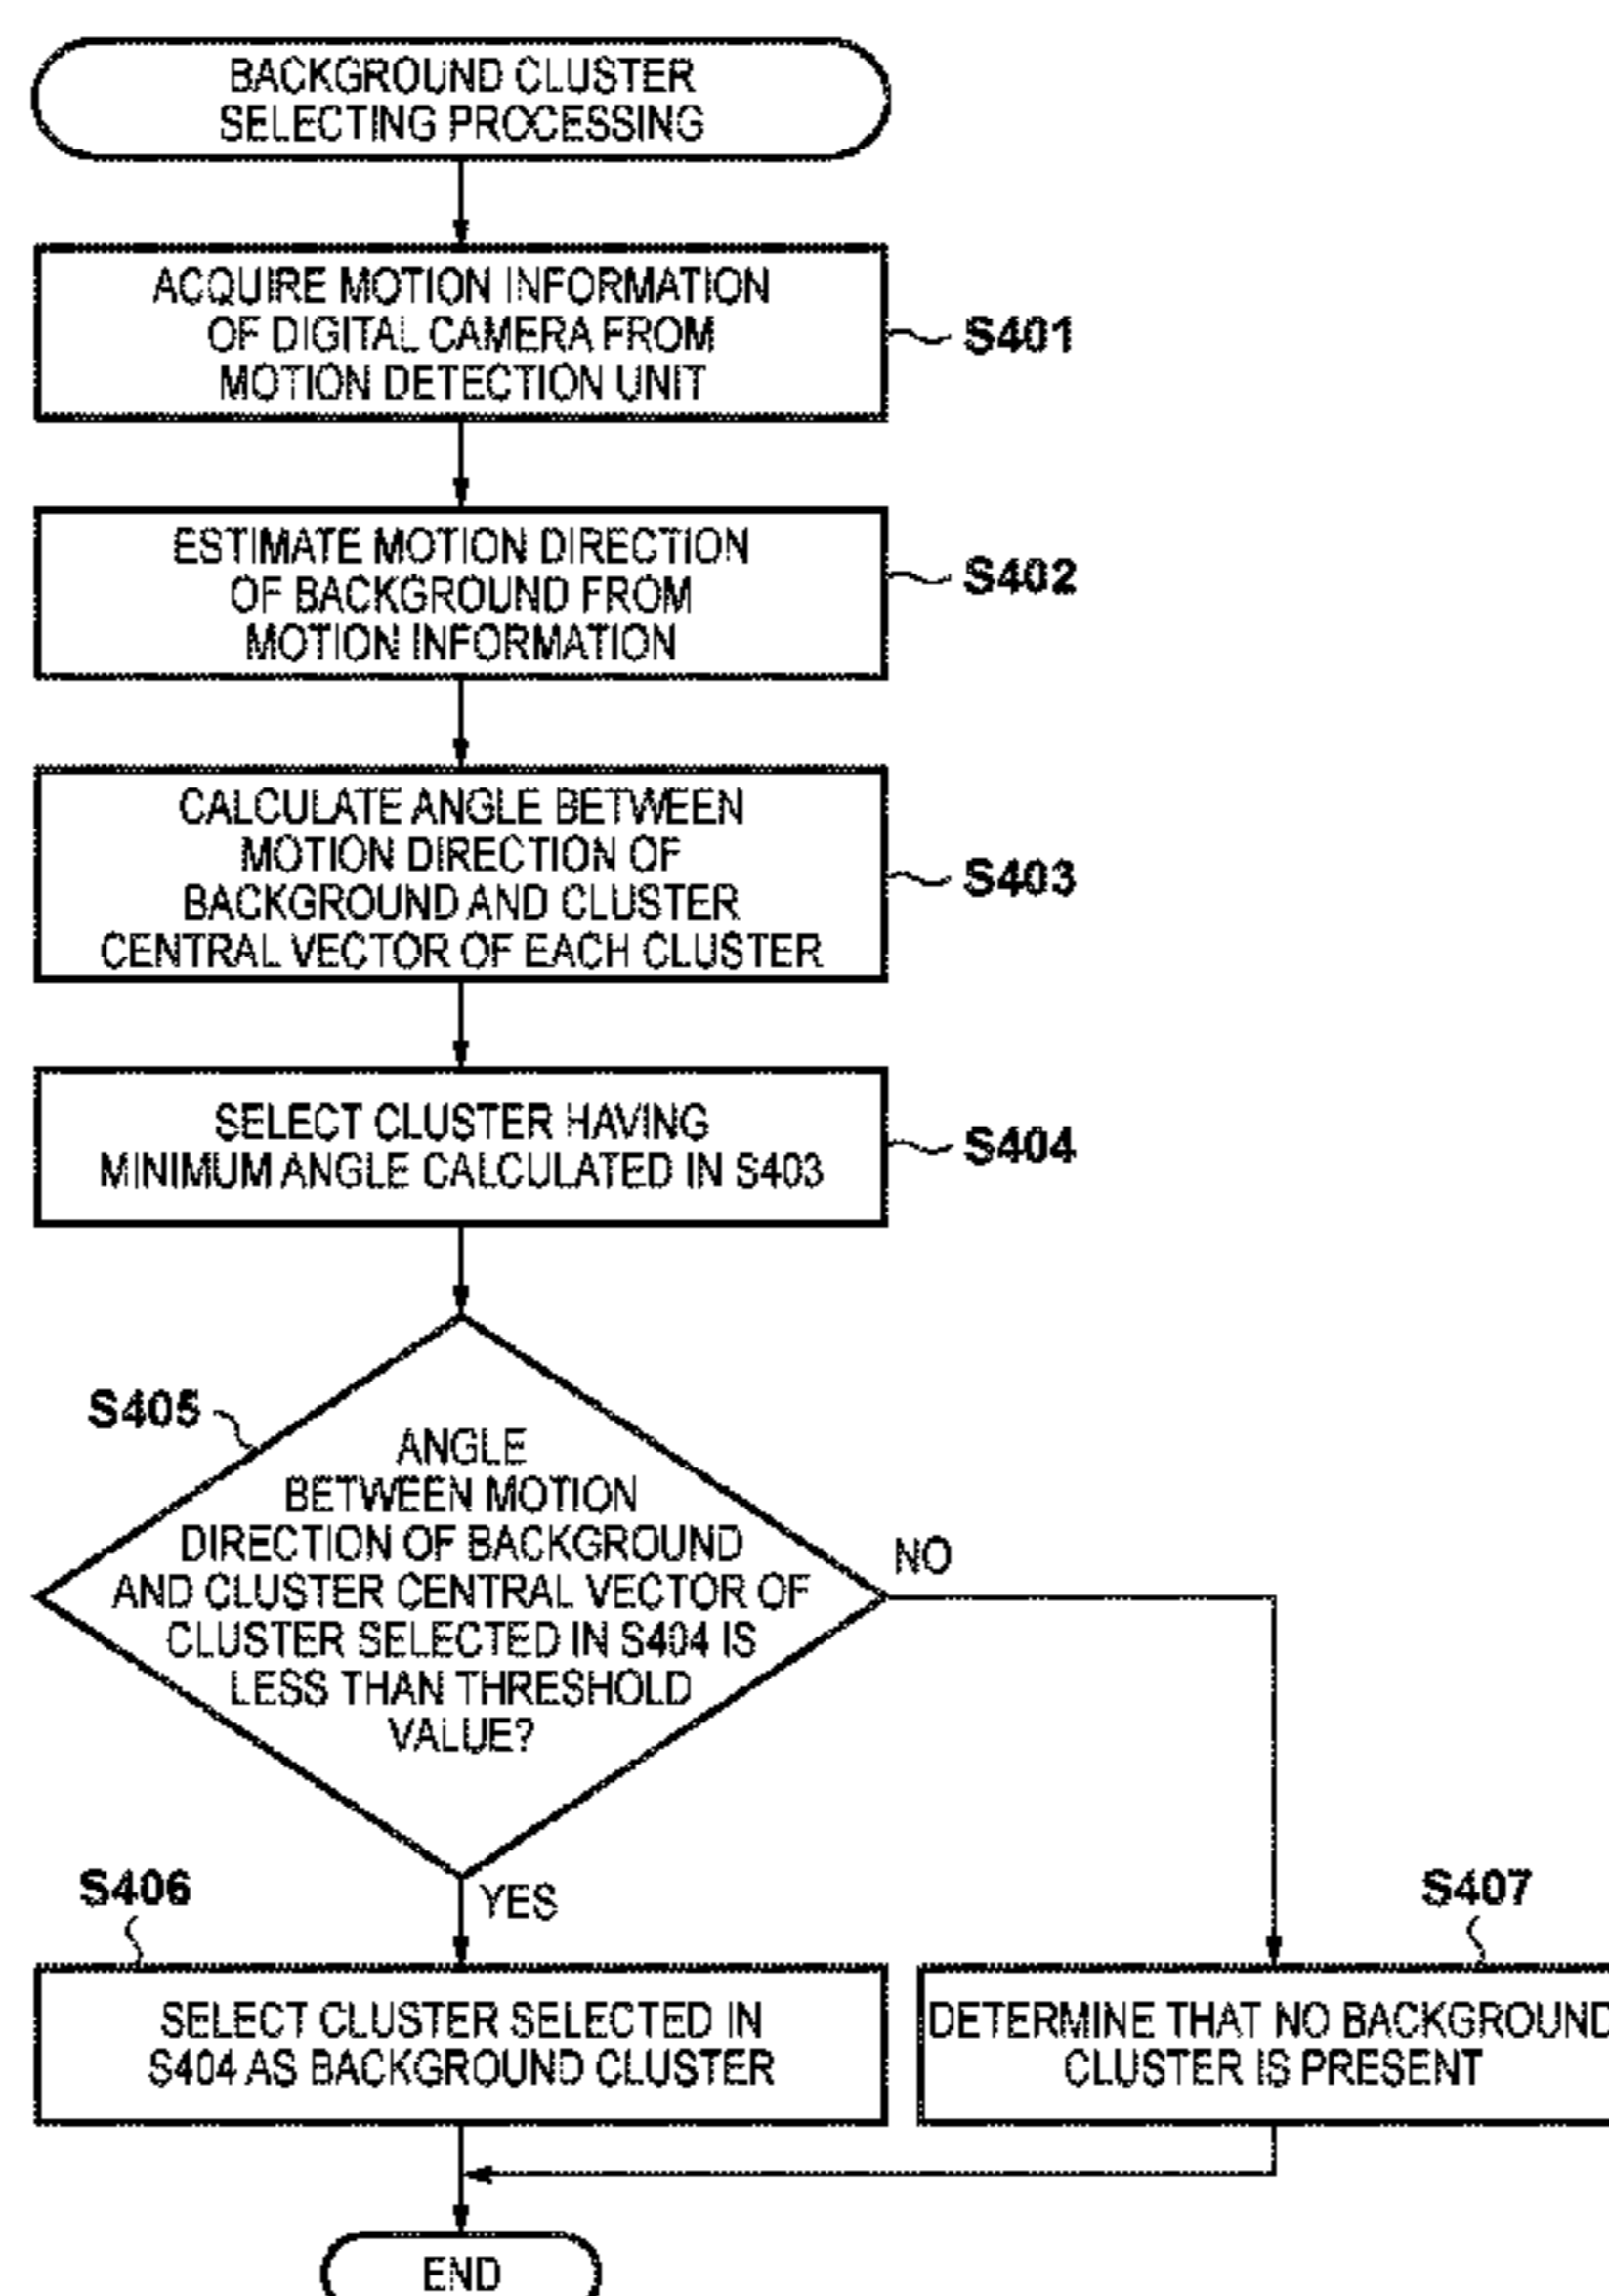 BACKGROUND CLUSTER
SELECTING PROCESSING
ACQUIRE MOTION INFORMATION
OF DIGITAL CAMERA FROM
MOTION DETECTION UNIT
S401
ESTIMATE MOTION DIRECTION
OF BACKGROUND FROM
MOTION INFORMATION
S402
CALCULATE ANGLE BETWEEN
MOTION DIRECTION OF
BACKGROUND AND CLUSTER
CENTRAL VECTOR OF EACH CLUSTER
S403
SELECT CLUSTER HAVING
MINIMUM ANGLE CALCULATED IN S403
S404
S405
ANGLE
BETWEEN MOTION
DIRECTION OF BACKGROUND
AND CLUSTER CENTRAL VECTOR OF
CLUSTER SELECTED IN S404 IS
LESS THAN THRESHOLD
VALUE?
NO
YES
S406
SELECT CLUSTER SELECTED IN
S404 AS BACKGROUND CLUSTER
S407
DETERMINE THAT NO BACKGROUND
CLUSTER IS PRESENT
END